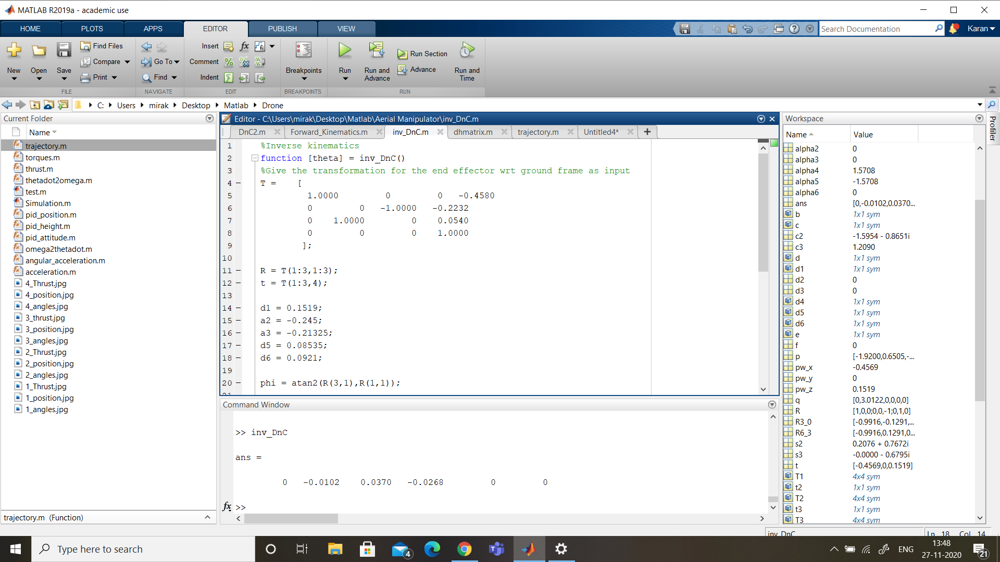 MATLAB R2019a - academic use
HOME PLOTS APPS EDITOR PUBLISH VIEW
Search Documentation
Karan
New Open Save
Find Files
Compare
Print
Go To
Find
Insert fx
Comment
Indent
Breakpoints
Run
Run and Advance
Run Section
Advance
Run and Time
FILE NAVIGATE EDIT BREAKPOINTS RUN
C: Users mirak Desktop Matlab Drone
Current Folder
Name
trajectory.m
torques.m
thrust.m
thetadot2omega.m
test.m
Simulation.m
pid_position.m
pid_height.m
pid_attitude.m
omega2thetadot.m
angular_acceleration.m
acceleration.m
4_Thrust.jpg
4_position.jpg
4_angles.jpg
3_thrust.jpg
3_position.jpg
3_angles.jpg
2_Thrust.jpg
2_position.jpg
2_angles.jpg
1_Thrust.jpg
1_position.jpg
1_angles.jpg
trajectory.m (Function)
Editor - C:\Users\mirak\Desktop\Matlab\Aerial Manipulator\inv_DnC.m
DnC2.m Forward_Kinematics.m inv_DnC.m dhmatrix.m trajectory.m Untitled4*
1 %Inverse kinematics
2 function [theta] = inv_DnC()
3 %Give the transformation for the end effector wrt ground frame as input
4 T = [
5 1.0000 0 0 -0.4580
6 0 0 -1.0000 -0.2232
7 0 1.0000 0 0.0540
8 0 0 0 1.0000
9 ];
10
11 R = T(1:3,1:3);
12 t = T(1:3,4);
13
14 d1 = 0.1519;
15 a2 = -0.245;
16 a3 = -0.21325;
17 d5 = 0.08535;
18 d6 = 0.0921;
19
20 phi = atan2(R(3,1),R(1,1));
Command Window
>> inv_DnC
ans =
0 -0.0102 0.0370 -0.0268 0 0
fx >>
Workspace
Name Value
alpha2 0
alpha3 0
alpha4 1.5708
alpha5 -1.5708
alpha6 0
ans [0,-0.0102,0.0370...
b 1x1 sym
c 1x1 sym
c2 -1.5954 - 0.8651i
c3 1.2090
d 1x1 sym
d1 1x1 sym
d2 0
d3 0
d4 1x1 sym
d5 1x1 sym
d6 1x1 sym
e 1x1 sym
f 0
p [-1.9200,0.6505,-...
pw_x -0.4569
pw_y 0
pw_z 0.1519
q [0,3.0122,0,0,0,0]
R [1,0,0;0,0,-1;0,1,0]
R3_0 [-0.9916,-0.1291,...
R6_3 [-0.9916,0.1291,0...
s2 0.2076 + 0.7672i
s3 -0.0000 - 0.6795i
t [-0.4569,0,0.1519]
T1 4x4 sym
t2 1x1 sym
T2 4x4 sym
t3 1x1 sym
T3 4x4 sym
Profiler
inv_DnC Ln 18 Col 14
Type here to search
4
ENG
13:48
27-11-2020
21